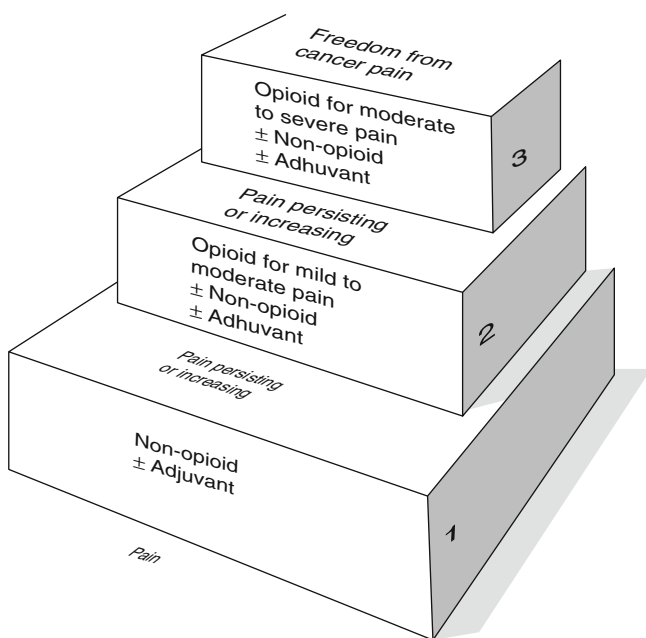 Freedom from
cancer pain
Opioid for moderate
to severe pain
± Non-opioid
± Adhuvant
3
Pain persisting
or increasing
Opioid for mild to
moderate pain
± Non-opioid
± Adhuvant
2
Pain persisting
or increasing
Non-opioid
± Adjuvant
1
Pain